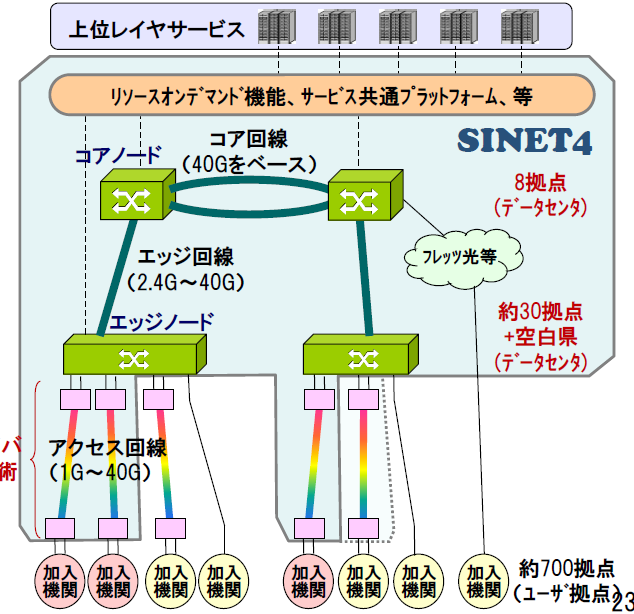 上位レイヤサービス
リソースオンデマンド機能、サービス共通プラットフォーム、等
SINET4
コアノード
コア回線
(40Gをベース)
8拠点
(データセンタ)
エッジ回線
(2.4G～40G)
フレッツ光等
エッジノード
約30拠点
+空白県
(データセンタ)
バ
術
アクセス回線
(1G～40G)
加入
機関
加入
機関
加入
機関
加入
機関
加入
機関
加入
機関
加入
機関
加入
機関
約700拠点
(ユーザ拠点)
23